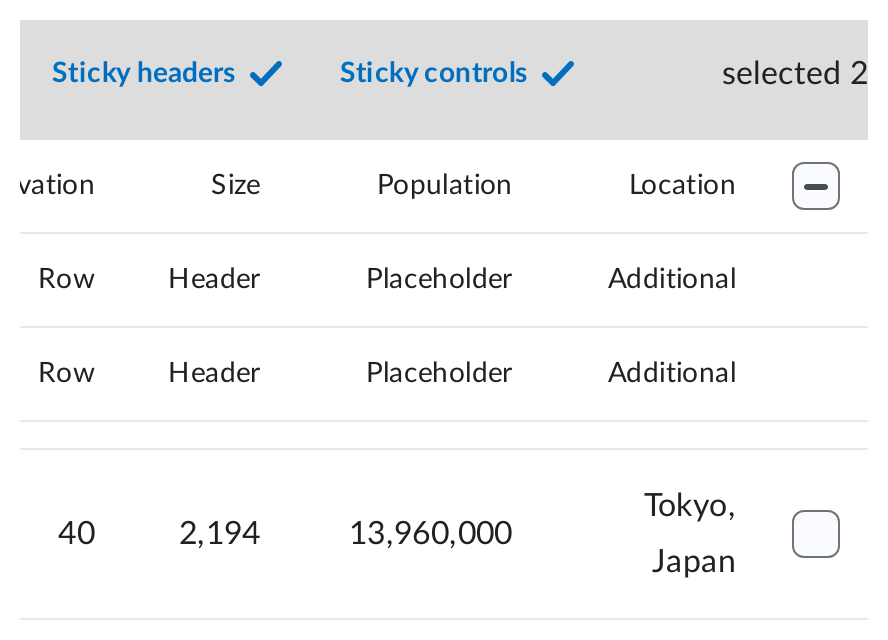 Sticky headers Sticky controls selected 2
vation Size Population Location
Row Header Placeholder Additional
Row Header Placeholder Additional
40 2,194 13,960,000 Tokyo,
Japan